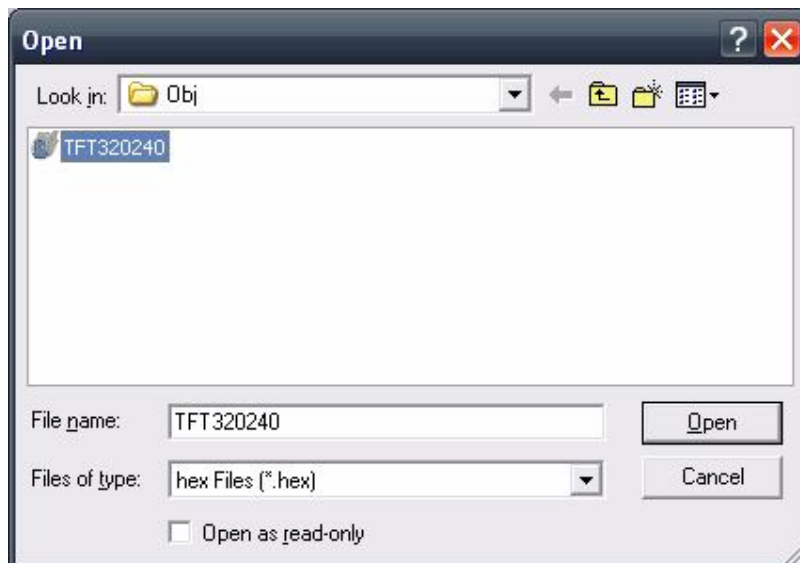 Open
Look in: Obj
TFT320240
File name: TFT320240 Open
Files of type: hex Files (*.hex) Cancel
Open as read-only